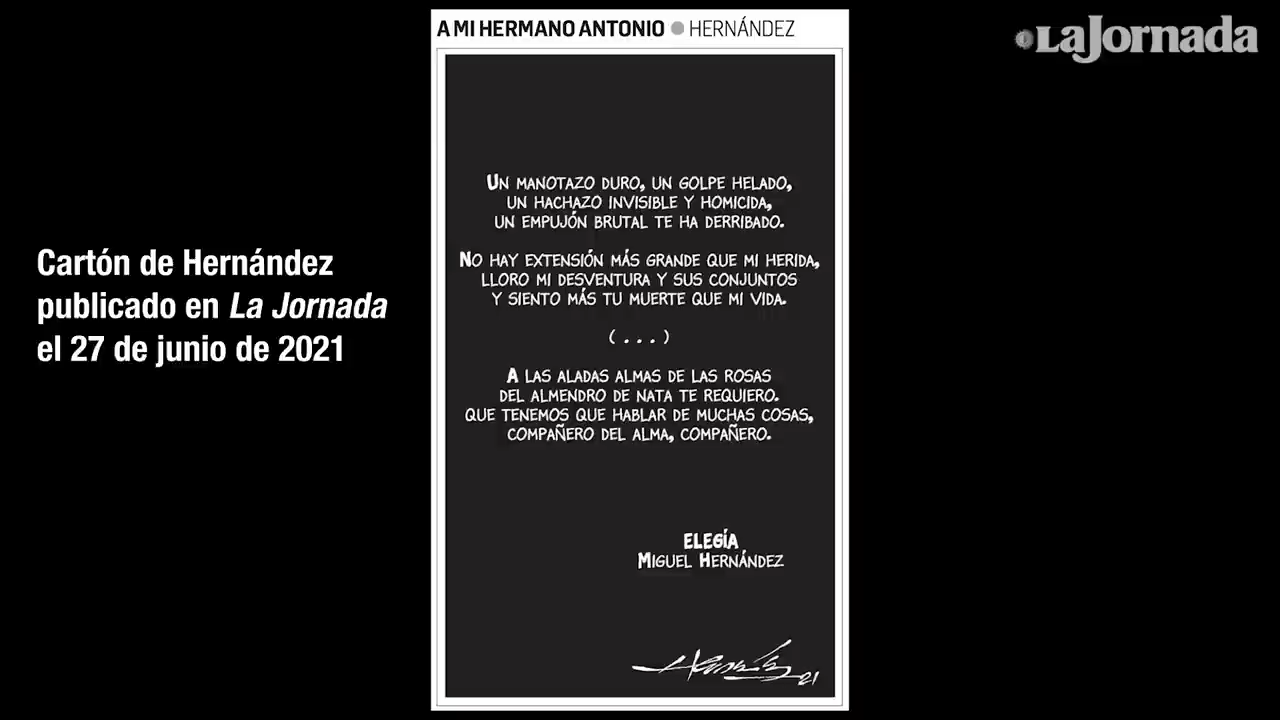 A MI HERMANO ANTONIO ● HERNÁNDEZ
La Jornada
Cartón de Hernández
publicado en La Jornada
el 27 de junio de 2021
UN MANOTAZO DURO, UN GOLPE HELADO,
UN HACHAZO INVISIBLE Y HOMICIDA,
UN EMPUJÓN BRUTAL TE HA DERRIBADO.
NO HAY EXTENSIÓN MÁS GRANDE QUE MI HERIDA,
LLORO MI DESVENTURA Y SUS CONJUNTOS
Y SIENTO MÁS TU MUERTE QUE MI VIDA.
(...)
A LAS ALADAS ALMAS DE LAS ROSAS
DEL ALMENDRO DE NATA TE REQUIERO.
QUE TENEMOS QUE HABLAR DE MUCHAS COSAS,
COMPAÑERO DEL ALMA, COMPAÑERO.
ELEGÍA
MIGUEL HERNÁNDEZ
21